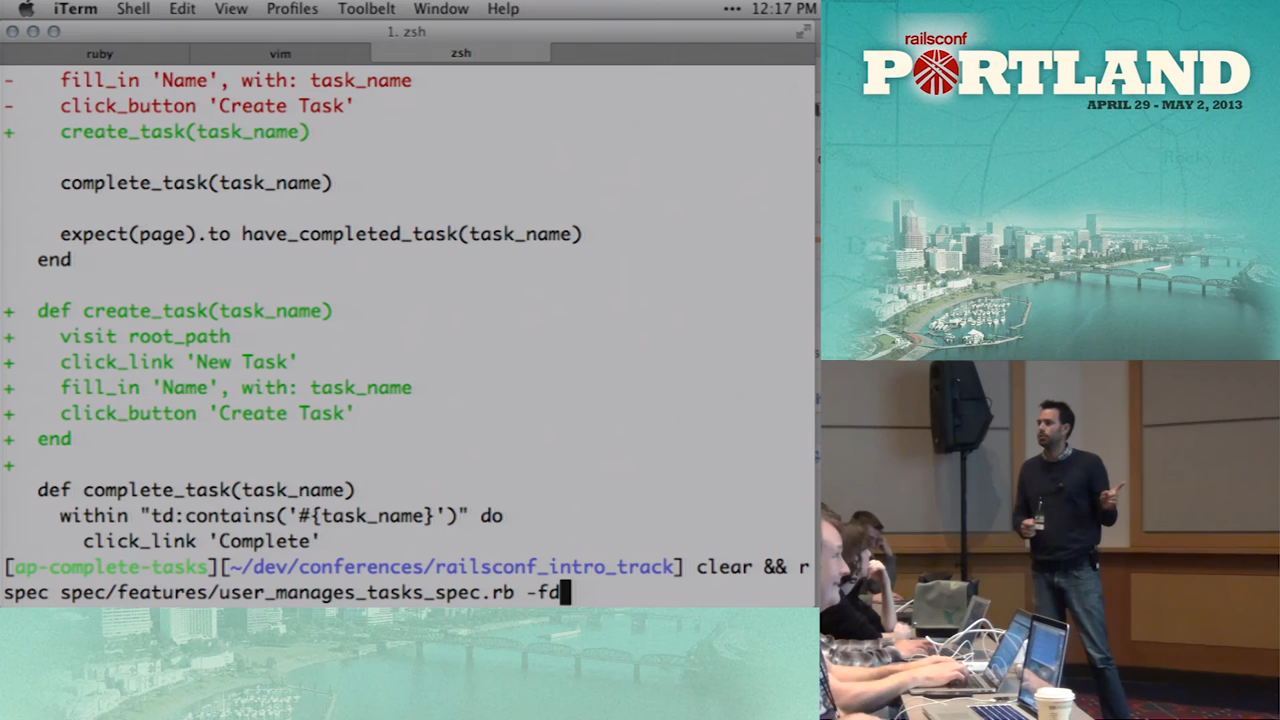 iTerm Shell Edit View Profiles Toolbelt Window Help ••• 12:17 PM
1. zsh
ruby vim zsh
- fill_in 'Name', with: task_name
- click_button 'Create Task'
+ create_task(task_name)
complete_task(task_name)
expect(page).to have_completed_task(task_name)
end
+ def create_task(task_name)
+ visit root_path
+ click_link 'New Task'
+ fill_in 'Name', with: task_name
+ click_button 'Create Task'
+ end
+
def complete_task(task_name)
within "td:contains('#{task_name}')" do
click_link 'Complete'
[ap-complete-tasks][~/dev/conferences/railsconf_intro_track] clear && r
spec spec/features/user_manages_tasks_spec.rb -fd
railsconf
PORTLAND
APRIL 29 - MAY 2, 2013